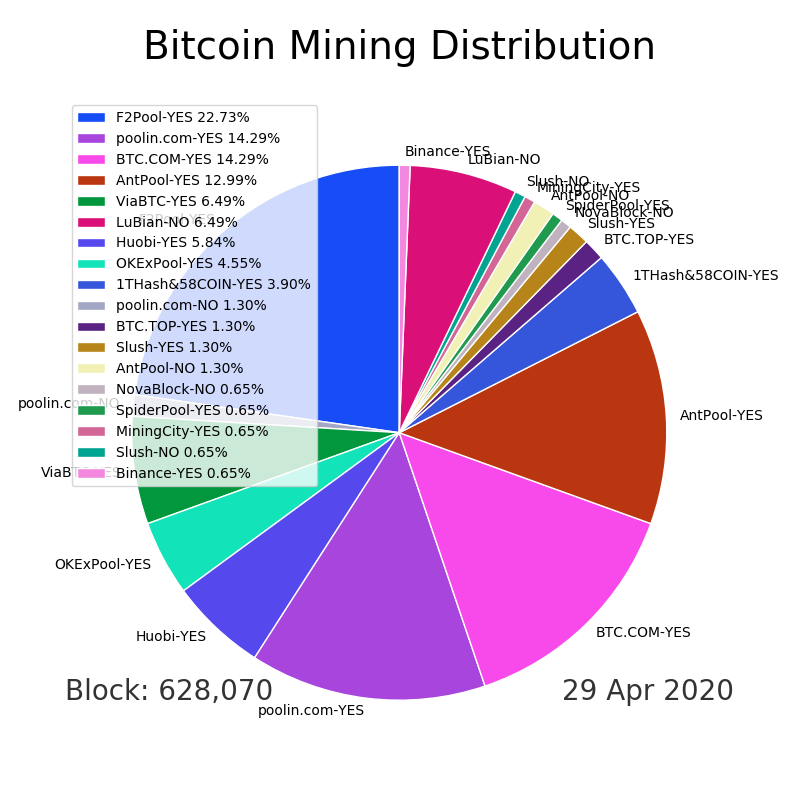 Bitcoin Mining Distribution
F2Pool-YES 22.73%
poolin.com-YES 14.29%
BTC.COM-YES 14.29%
AntPool-YES 12.99%
ViaBTC-YES 6.49%
LuBian-NO 6.49%
Huobi-YES 5.84%
OKExPool-YES 4.55%
1THash&58COIN-YES 3.90%
poolin.com-NO 1.30%
BTC.TOP-YES 1.30%
Slush-YES 1.30%
AntPool-NO 1.30%
NovaBlock-NO 0.65%
SpiderPool-YES 0.65%
MiningCity-YES 0.65%
Slush-NO 0.65%
Binance-YES 0.65%
Binance-YES
LuBian-NO
Slush-NO
MiningCity-YES
AntPool-NO
SpiderPool-YES
NovaBlock-NO
Slush-YES
BTC.TOP-YES
1THash&58COIN-YES
AntPool-YES
BTC.COM-YES
poolin.com-YES
Huobi-YES
OKExPool-YES
ViaBTC-YES
poolin.com-NO
F2Pool-YES
Block: 628,070
29 Apr 2020